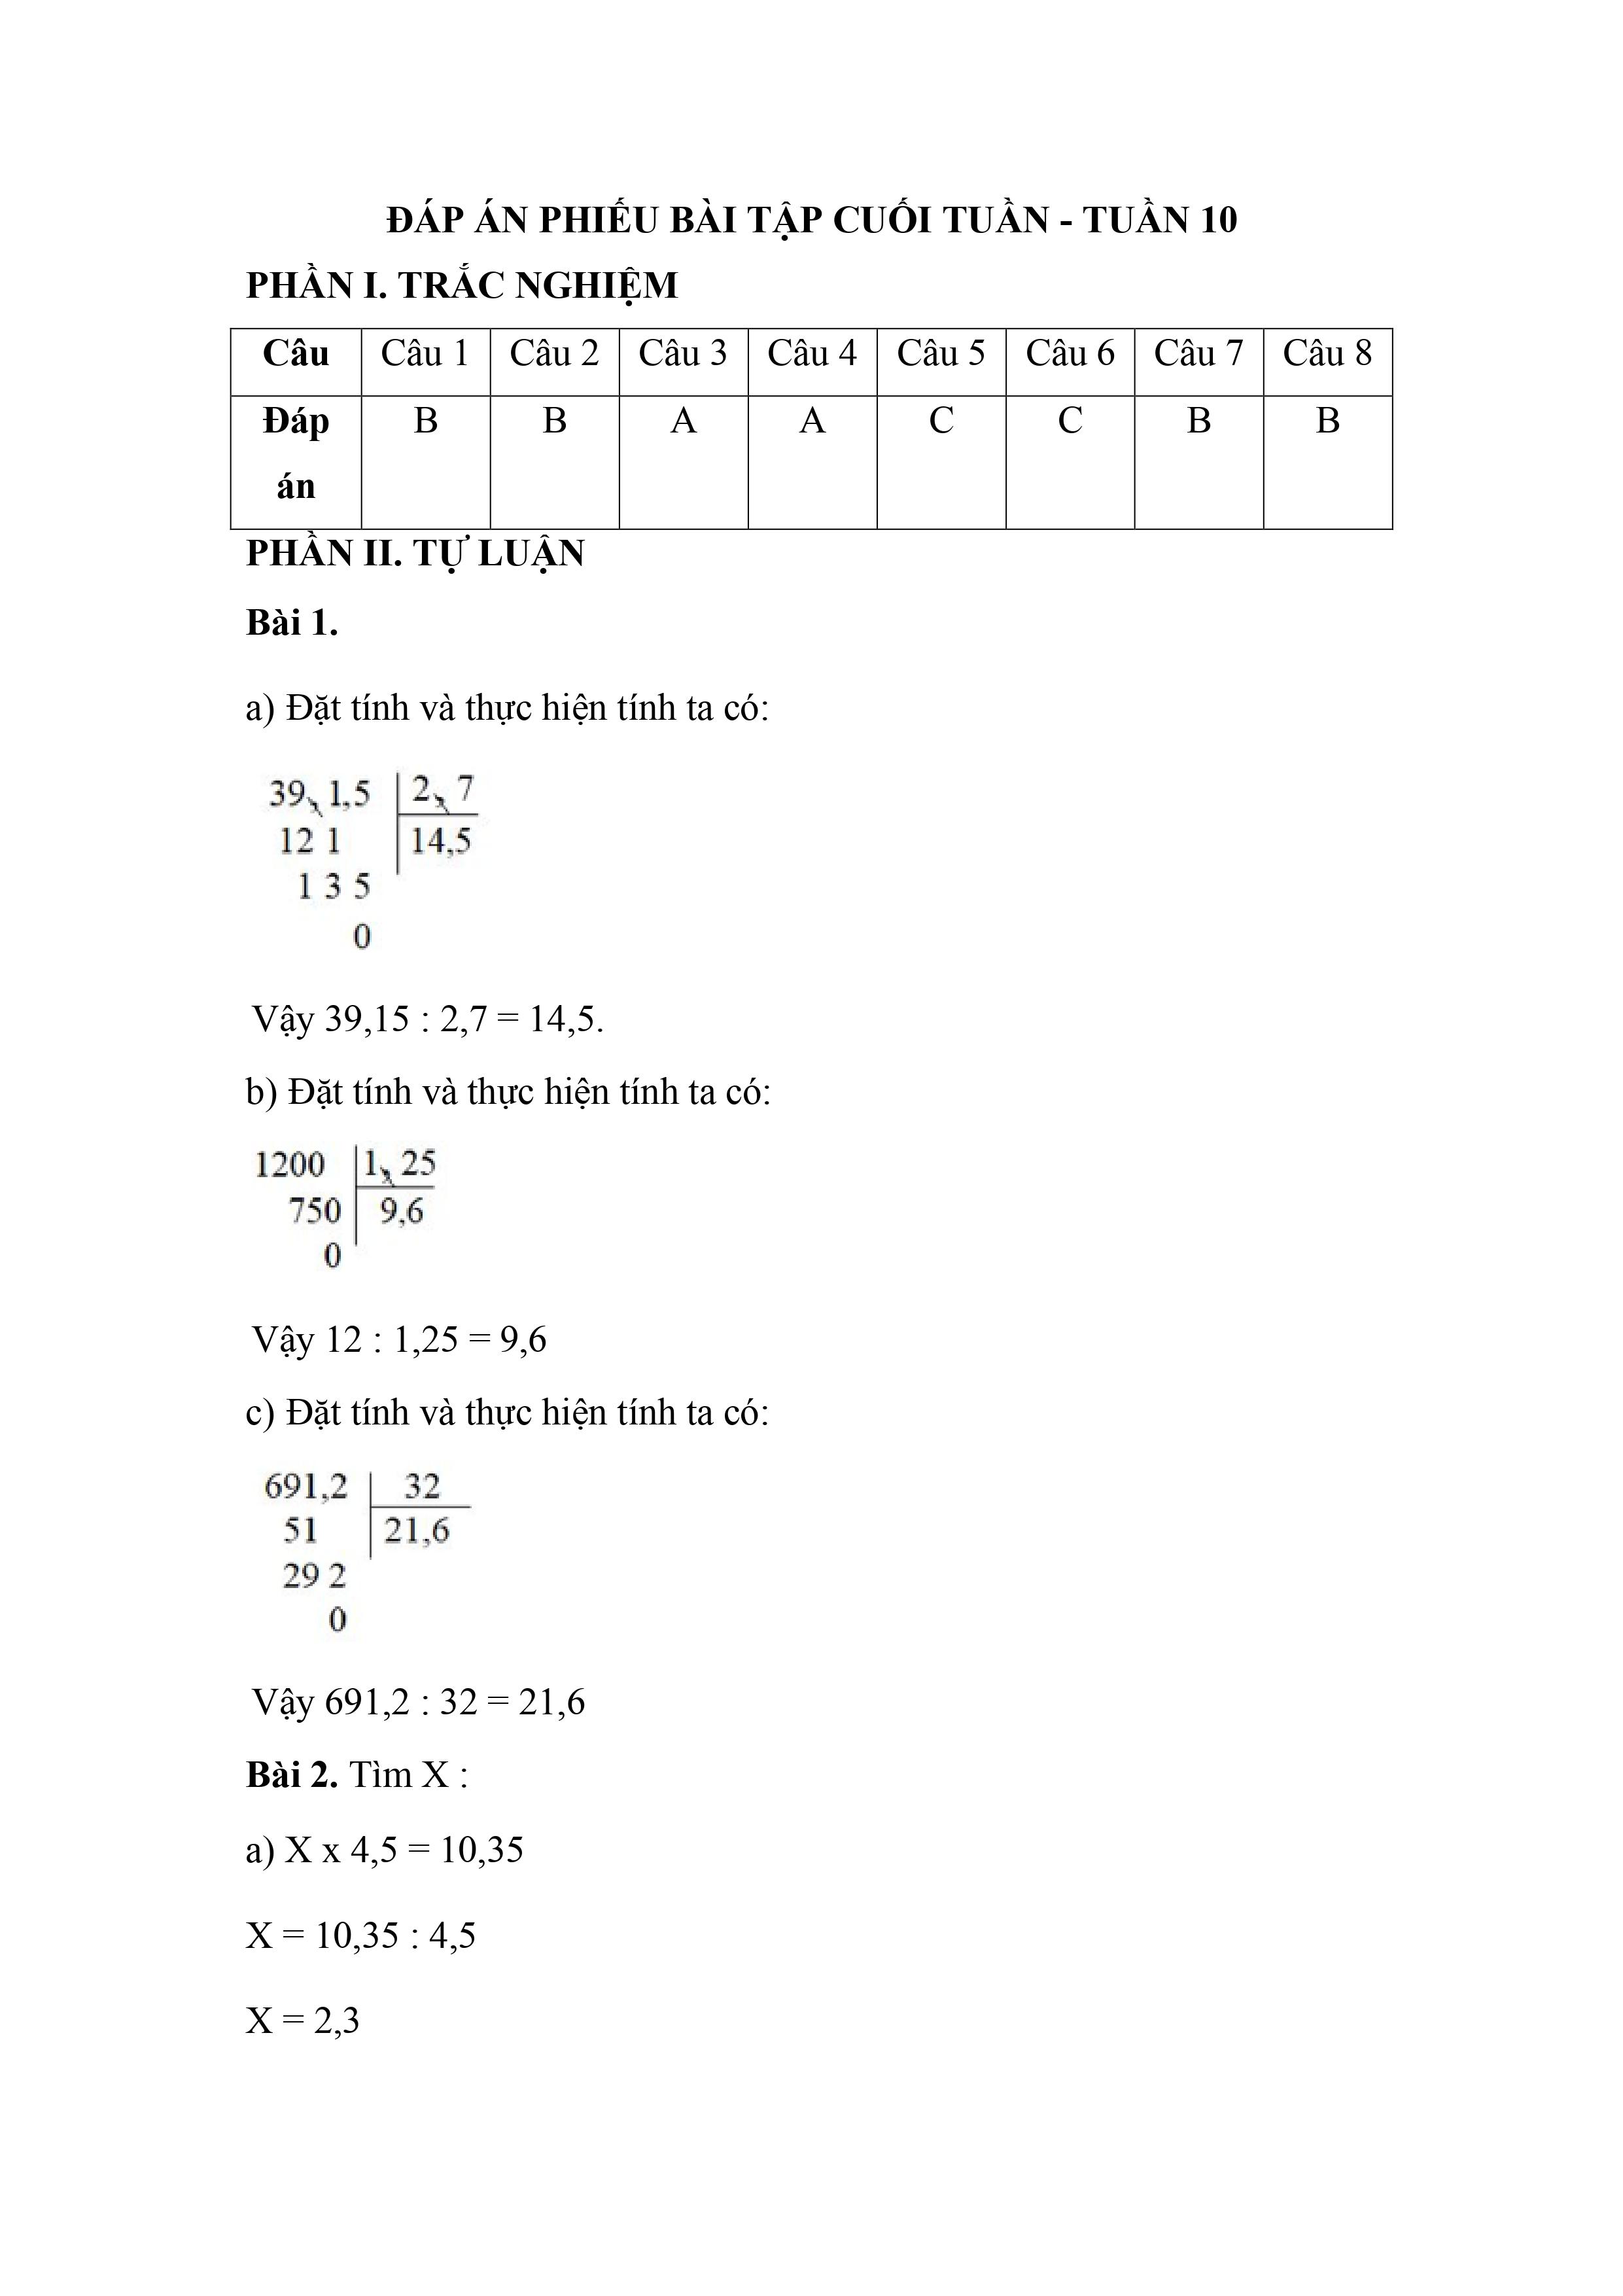 ĐÁP ÁN PHIẾU BÀI TẬP CUỐI TUẦN - TUẦN 10
PHẦN I. TRẮC NGHIỆM
Câu Câu 1 Câu 2 Câu 3 Câu 4 Câu 5 Câu 6 Câu 7 Câu 8
Đáp B B A A C C B B
án
PHẦN II. TỰ LUẬN
Bài 1.
a) Đặt tính và thực hiện tính ta có:
39, 1,5 2, 7
12 1 14,5
1 3 5
0
Vậy 39,15 : 2,7 = 14,5.
b) Đặt tính và thực hiện tính ta có:
1200 1, 25
750 9,6
0
Vậy 12 : 1,25 = 9,6
c) Đặt tính và thực hiện tính ta có:
691,2 32
51 21,6
29 2
0
Vậy 691,2 : 32 = 21,6
Bài 2. Tìm X :
a) X x 4,5 = 10,35
X = 10,35 : 4,5
X = 2,3